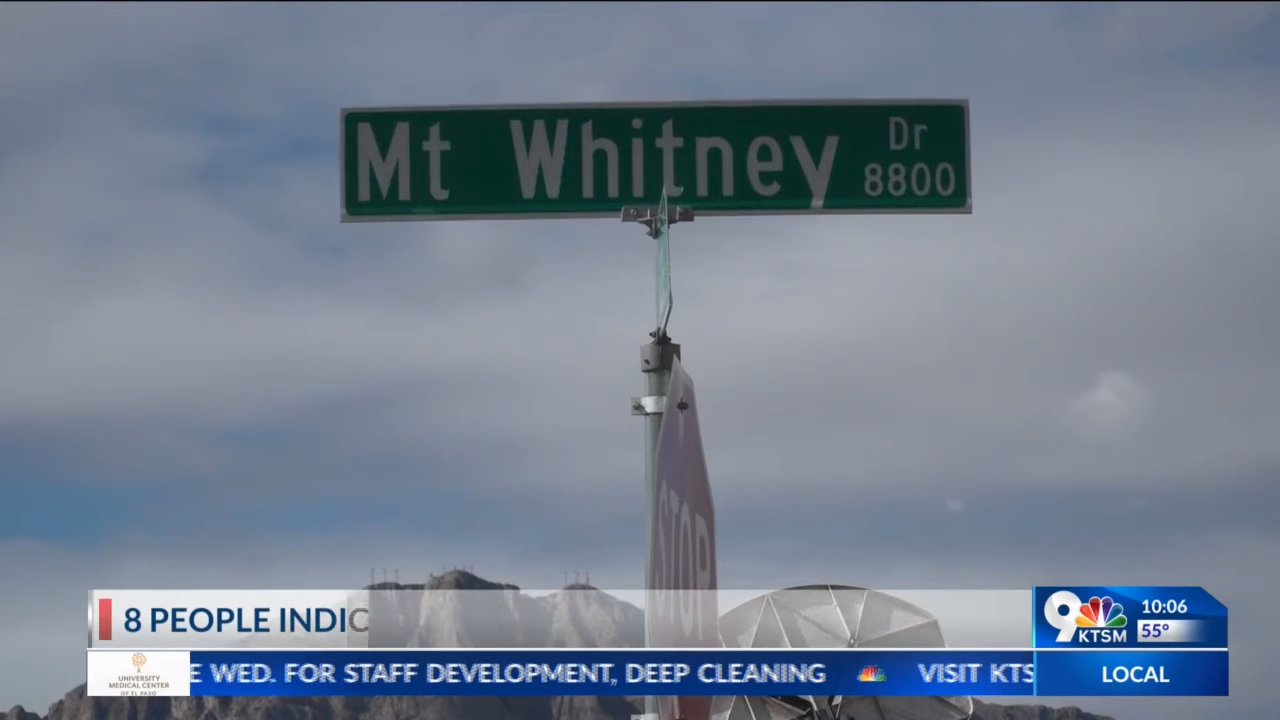 Mt Whitney Dr
8800
STOP
8 PEOPLE INDIC
9 KTSM
10:06
55°
UNIVERSITY
MEDICAL CENTER
OF EL PASO
E WED. FOR STAFF DEVELOPMENT, DEEP CLEANING VISIT KTS
LOCAL